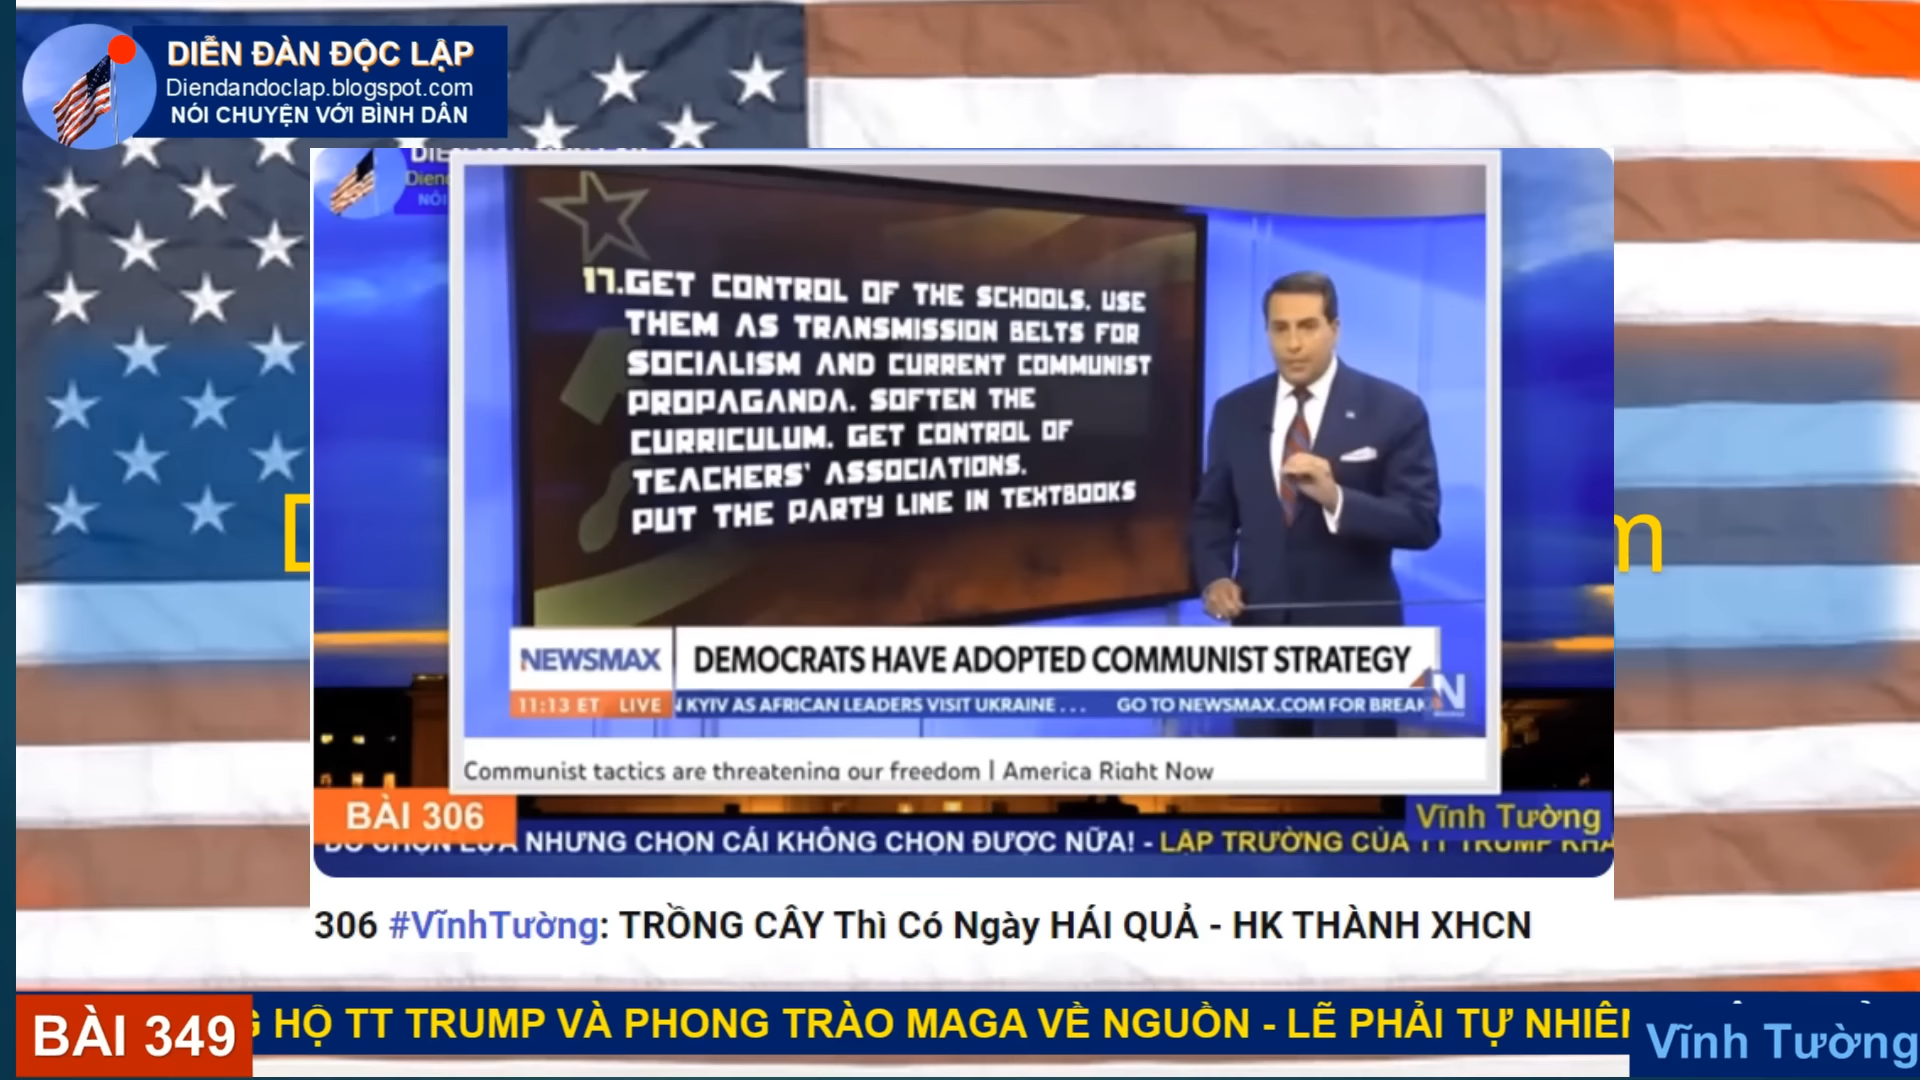 DIỄN ĐÀN ĐỘC LẬP
Diendandoclap.blogspot.com
NÓI CHUYỆN VỚI BÌNH DÂN
17.GET CONTROL OF THE SCHOOLS. USE
THEM AS TRANSMISSION BELTS FOR
SOCIALISM AND CURRENT COMMUNIST
PROPAGANDA. SOFTEN THE
CURRICULUM. GET CONTROL OF
TEACHERS' ASSOCIATIONS.
PUT THE PARTY LINE IN TEXTBOOKS
NEWSMAX
DEMOCRATS HAVE ADOPTED COMMUNIST STRATEGY
11:13 ET LIVE
KYIV AS AFRICAN LEADERS VISIT UKRAINE . . . GO TO NEWSMAX.COM FOR BREAK
Communist tactics are threatening our freedom | America Right Now
BÀI 306
Vĩnh Tường
NHƯNG CHỌN CÁI KHÔNG CHỌN ĐƯỢC NỮA! - LẬP TRƯỜNG CỦA TT TRUMP
306 #VĩnhTường: TRỒNG CÂY Thì Có Ngày HÁI QUẢ - HK THÀNH XHCN
BÀI 349
HỘ TT TRUMP VÀ PHONG TRÀO MAGA VỀ NGUỒN - LẼ PHẢI TỰ NHIÊN
Vĩnh Tường